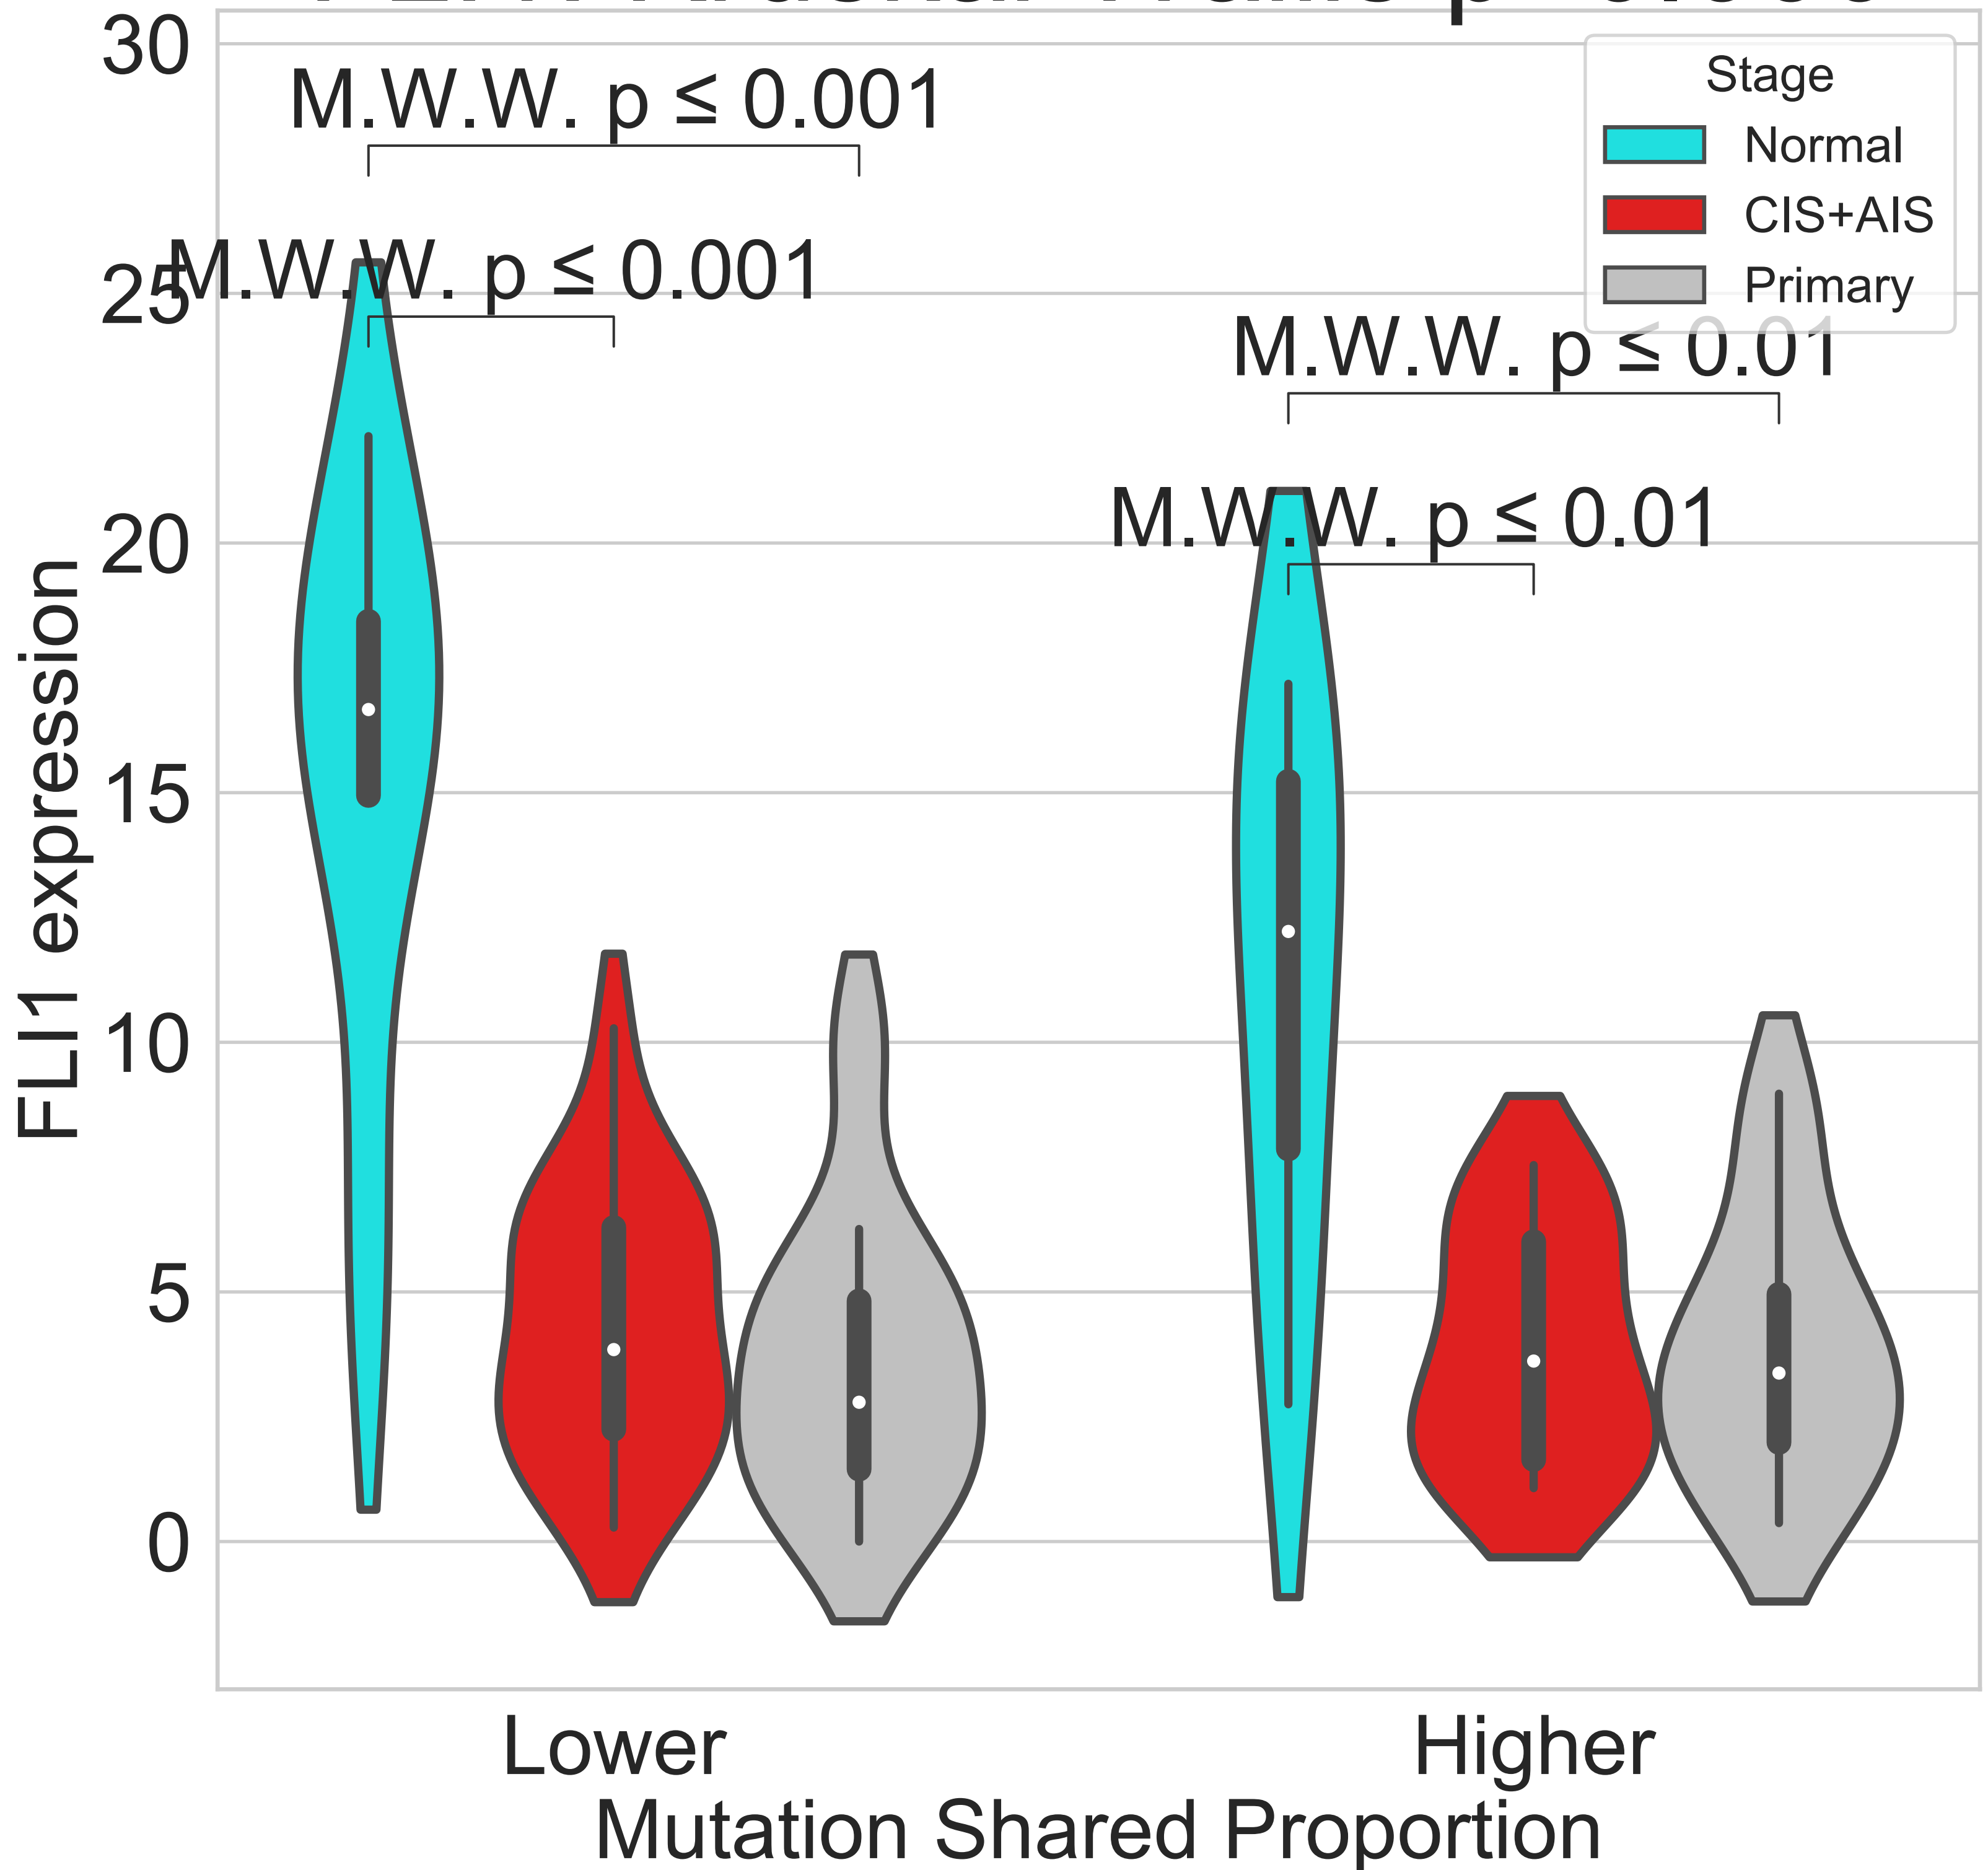 30
M.W.W. p ≤ 0.001
Stage
Normal
CIS+AIS
Primary
M.W.W. p ≤ 0.001
25
M.W.W. p ≤ 0.01
M.W.W. p ≤ 0.01
20
15
10
5
0
FLI1 expression
Lower
Higher
Mutation Shared Proportion